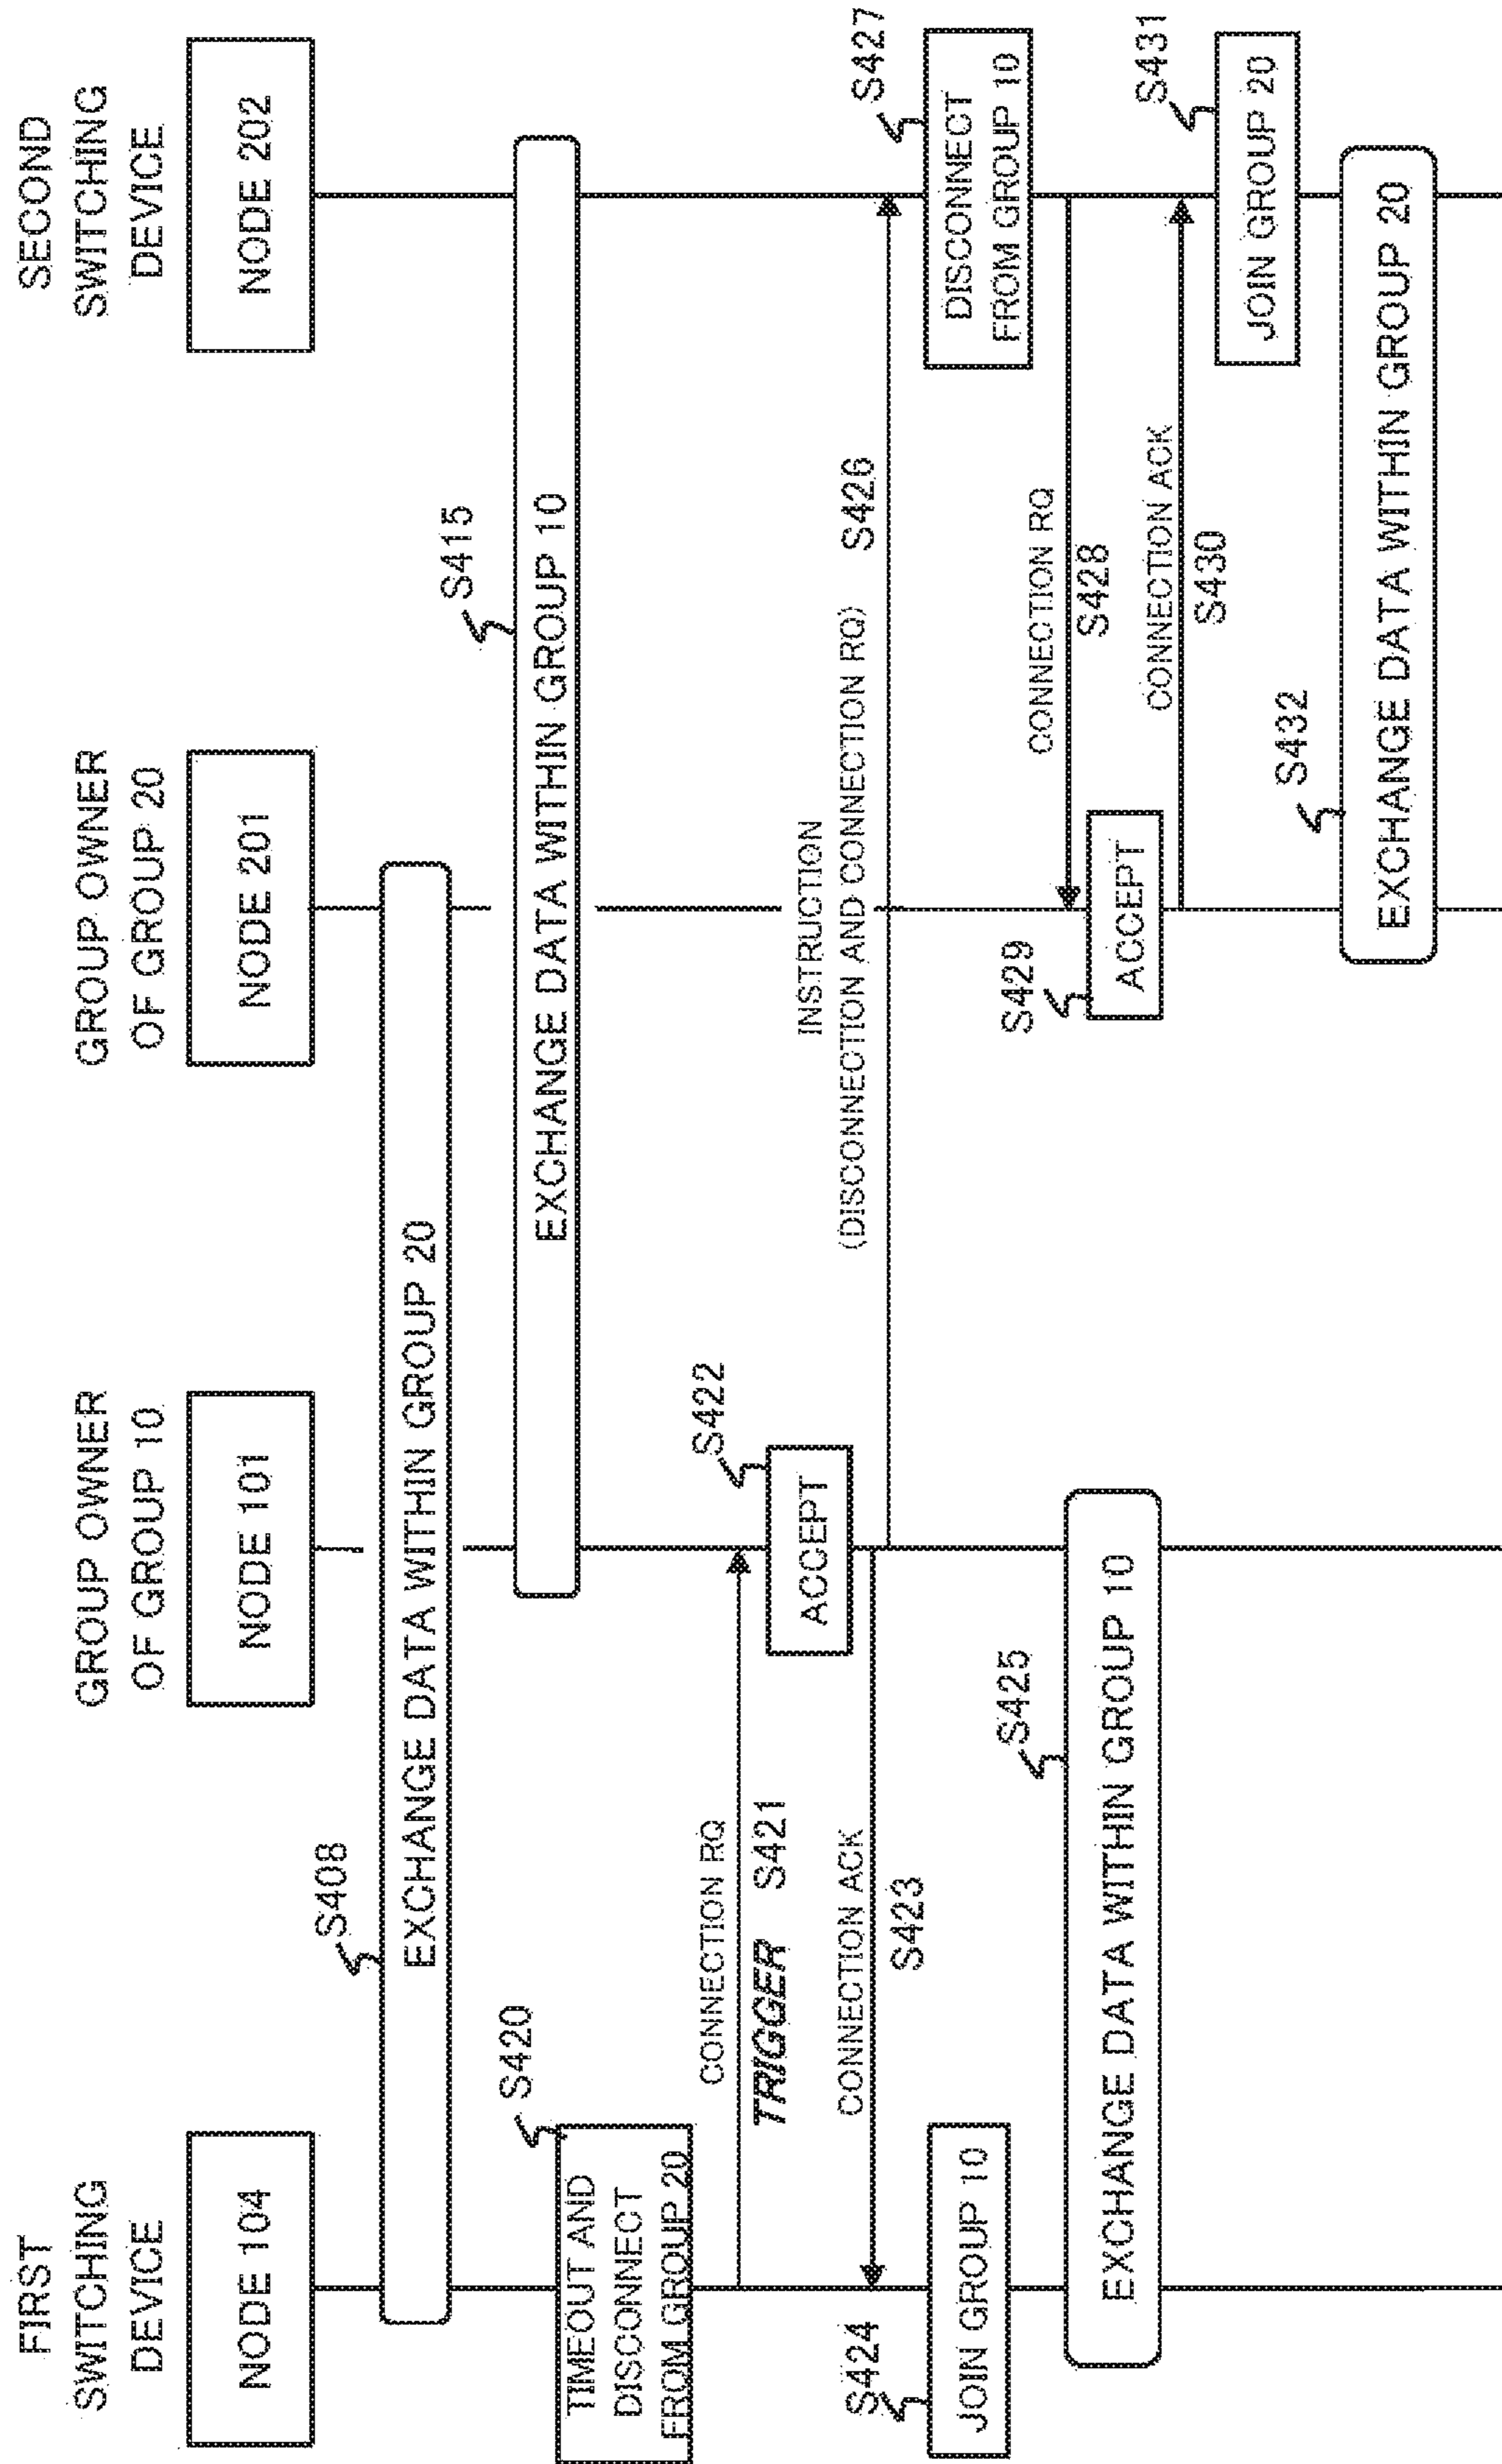 FIRST
SWITCHING
DEVICE
GROUP OWNER
OF GROUP 10
GROUP OWNER
OF GROUP 20
SECOND
SWITCHING
DEVICE
NODE 104
NODE 101
NODE 201
NODE 202
S408
EXCHANGE DATA WITHIN GROUP 20
S415
EXCHANGE DATA WITHIN GROUP 10
S420
TIMEOUT AND
DISCONNECT
FROM GROUP 20
CONNECTION RQ
TRIGGER S421
S422
ACCEPT
CONNECTION ACK
S423
INSTRUCTION
(DISCONNECTION AND CONNECTION RQ) S426
S424
JOIN GROUP 10
S427
DISCONNECT
FROM GROUP 10
S425
EXCHANGE DATA WITHIN GROUP 10
CONNECTION RQ
S428
S429
ACCEPT
CONNECTION ACK
S430
S431
JOIN GROUP 20
S432
EXCHANGE DATA WITHIN GROUP 20